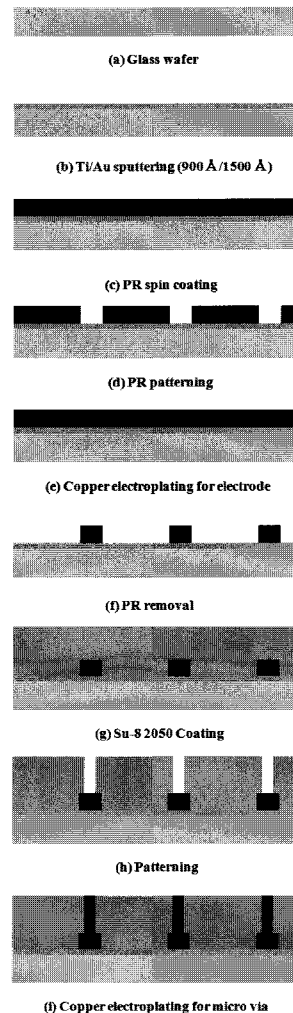 (a) Glass wafer
(b) Ti/Au sputtering (900 Å/1500 Å)
(c) PR spin coating
(d) PR patterning
(e) Copper electroplating for electrode
(f) PR removal
(g) Su-8 2050 Coating
(h) Patterning
(i) Copper electroplating for micro via